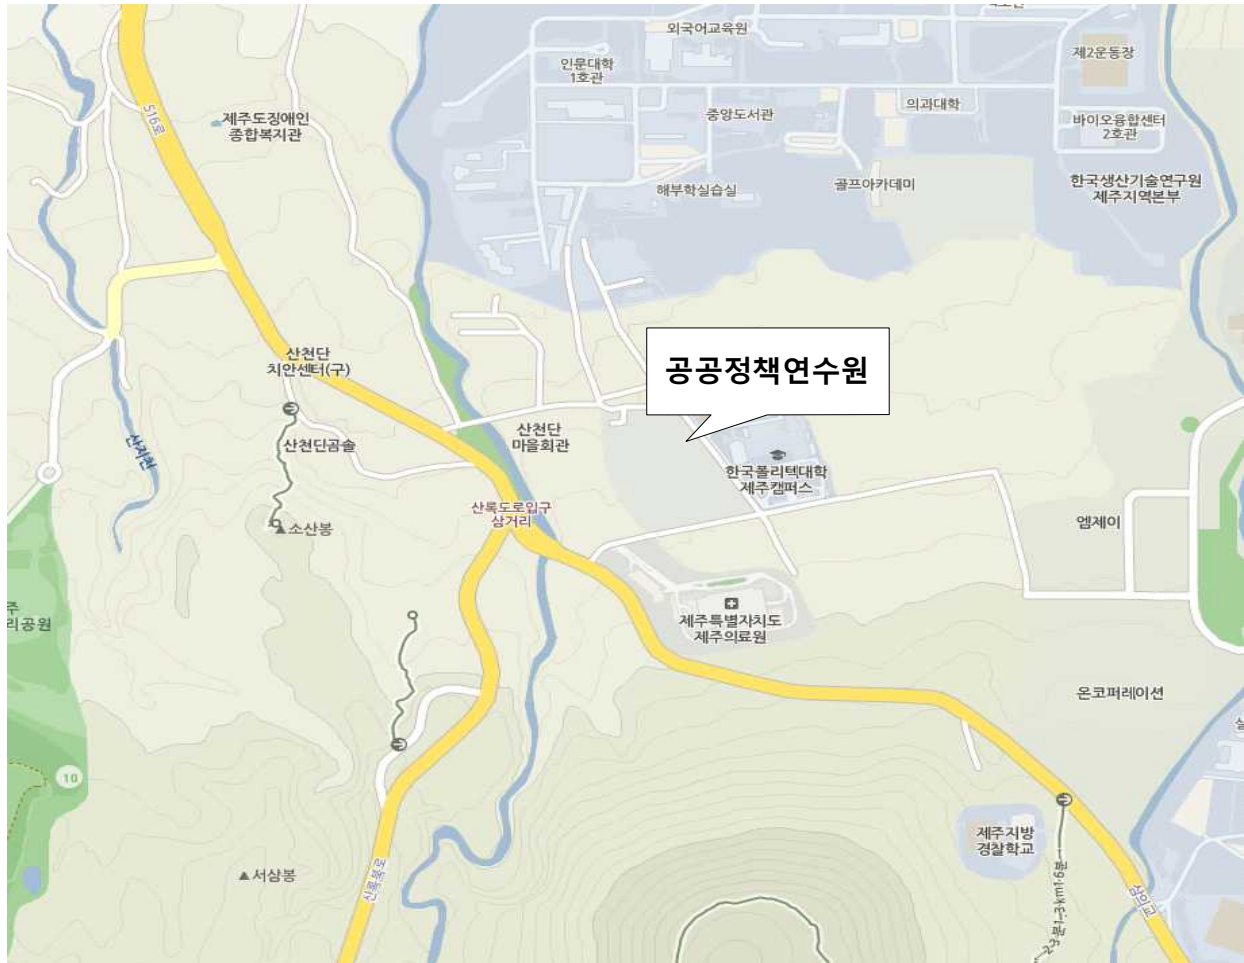 외국어교육원
제2운동장
인문대학
1호관
의과대학
중앙도서관
516로
제주도장애인
종합복지관
바이오융합센터
2호관
해부학실습실
골프아카데미
한국생산기술연구원
제주지역본부
산천단
치안센터(구)
공공정책연수원
산천단
마을회관
산천단곰솔
산지천
한국폴리텍대학
제주캠퍼스
산록도로입구
삼거리
소산봉
엠제이
주
리공원
제주특별자치도
제주의료원
온코퍼레이션
10
제주지방
경찰학교
서삼봉
산록북로
삼의교